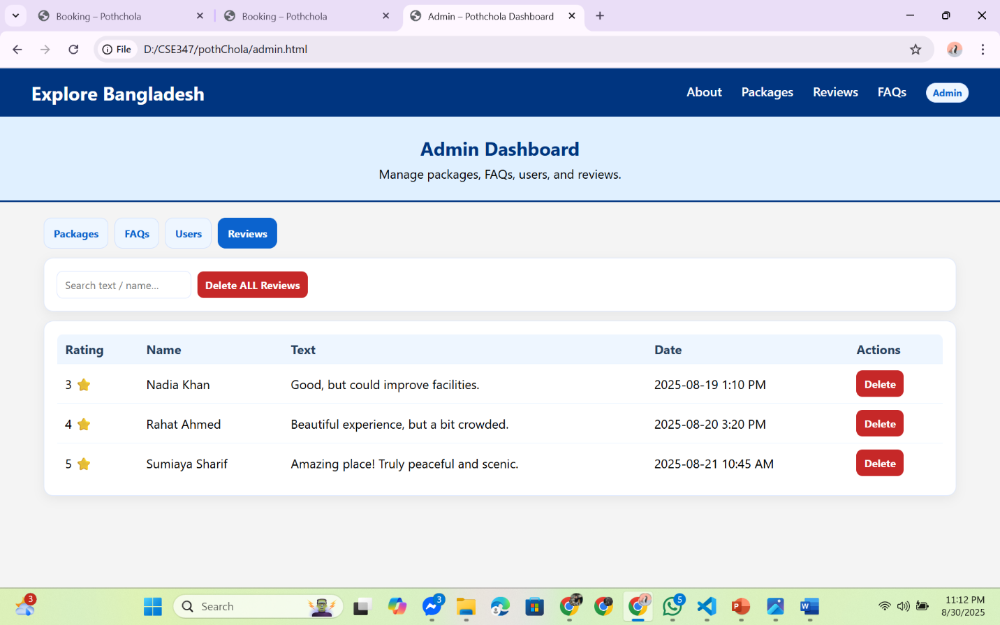 Booking – Pothchola
Booking – Pothchola
Admin – Pothchola Dashboard
File
D:/CSE347/pothChola/admin.html
Explore Bangladesh
About
Packages
Reviews
FAQs
Admin
Admin Dashboard
Manage packages, FAQs, users, and reviews.
Packages
FAQs
Users
Reviews
Search text / name...
Delete ALL Reviews
Rating Name Text Date Actions
3 Nadia Khan Good, but could improve facilities. 2025-08-19 1:10 PM Delete
4 Rahat Ahmed Beautiful experience, but a bit crowded. 2025-08-20 3:20 PM Delete
5 Sumiaya Sharif Amazing place! Truly peaceful and scenic. 2025-08-21 10:45 AM Delete
3
Search
3
5
P
W
11:12 PM
8/30/2025